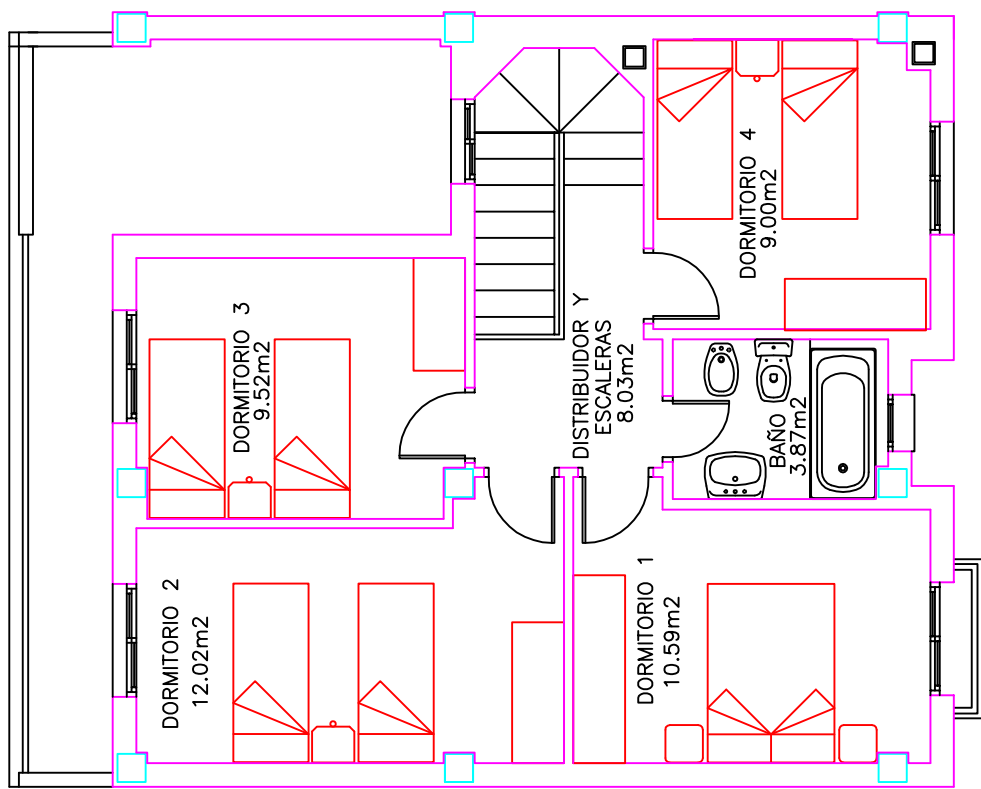 DORMITORIO 4
9.00m2
DORMITORIO 3
9.52m2
DISTRIBUIDOR Y
ESCALERAS
8.03m2
BAÑO
3.87m2
DORMITORIO 2
12.02m2
DORMITORIO 1
10.59m2